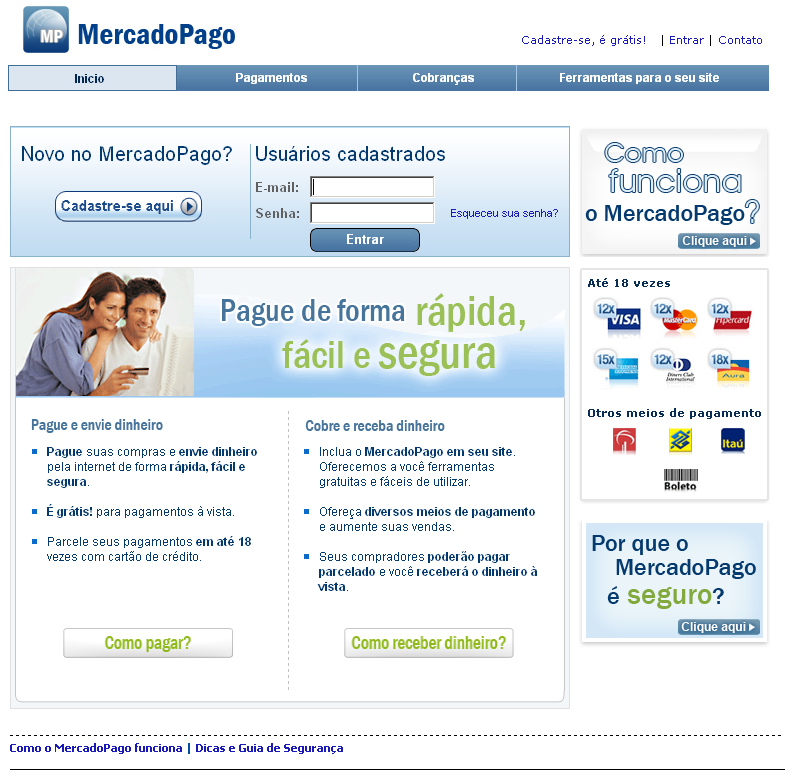 MP MercadoPago
Cadastre-se, é grátis! | Entrar | Contato
Inicio Pagamentos Cobranças Ferramentas para o seu site
Novo no MercadoPago?
Cadastre-se aqui
Usuários cadastrados
E-mail:
Senha: Esqueceu sua senha?
Entrar
Como
funciona
o MercadoPago?
Clique aqui
Pague de forma rápida,
fácil e segura
Até 18 vezes
12x VISA 12x MasterCard 12x Hipercard
15x AMERICAN EXPRESS 12x Diners Club International 18x Aura
Outros meios de pagamento
Itaú
Boleto
Pague e envie dinheiro
Pague suas compras e envie dinheiro
pela internet de forma rápida, fácil e
segura.
É grátis! para pagamentos à vista.
Parcele seus pagamentos em até 18
vezes com cartão de crédito.
Como pagar?
Cobre e receba dinheiro
Inclua o MercadoPago em seu site.
Oferecemos a você ferramentas
gratuitas e fáceis de utilizar.
Ofereça diversos meios de pagamento
e aumente suas vendas.
Seus compradores poderão pagar
parcelado e você receberá o dinheiro à
vista.
Como receber dinheiro?
Por que o
MercadoPago
é seguro?
Clique aqui
Como o MercadoPago funciona | Dicas e Guia de Segurança